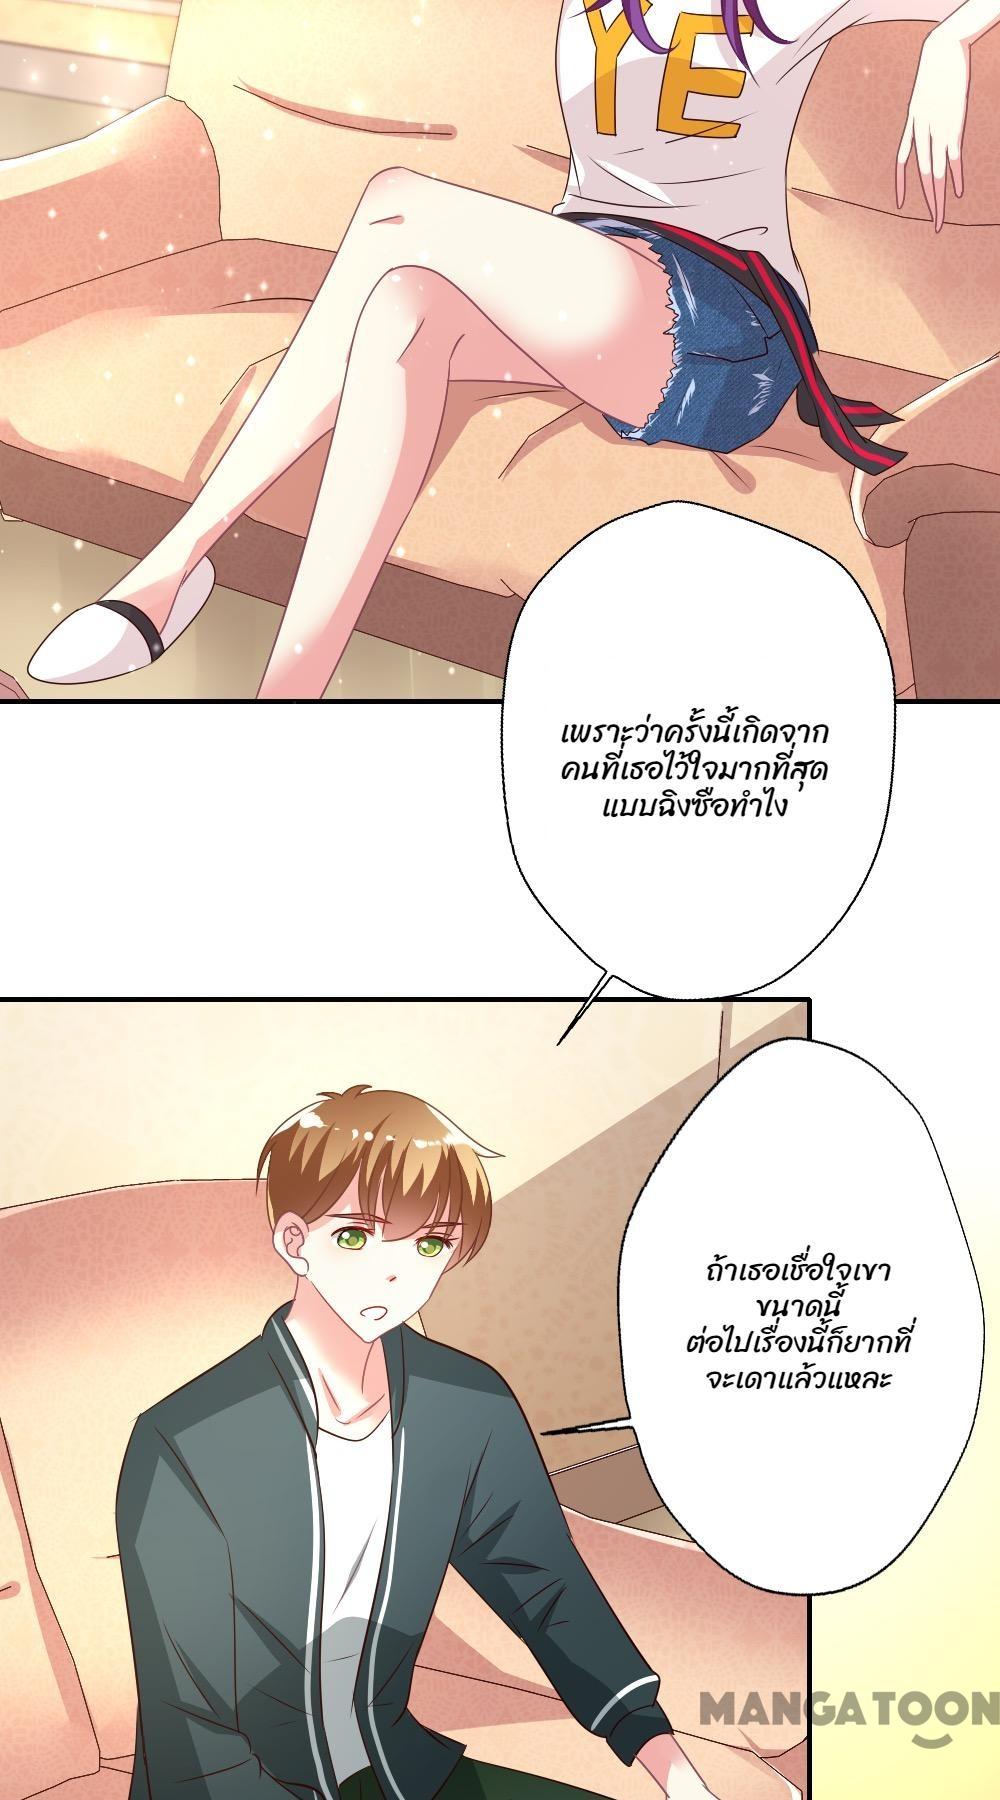 YE
เพราะว่าครั้งนี้เกิดจาก
คนที่เธอไว้ใจมากที่สุด
แบบฉิงซือทำไง
ถ้าเธอเชื่อใจเขา
ขนาดนี้
ต่อไปเรื่องนี้ก็ยากที่
จะเดาแล้วแหละ
MANGATOON